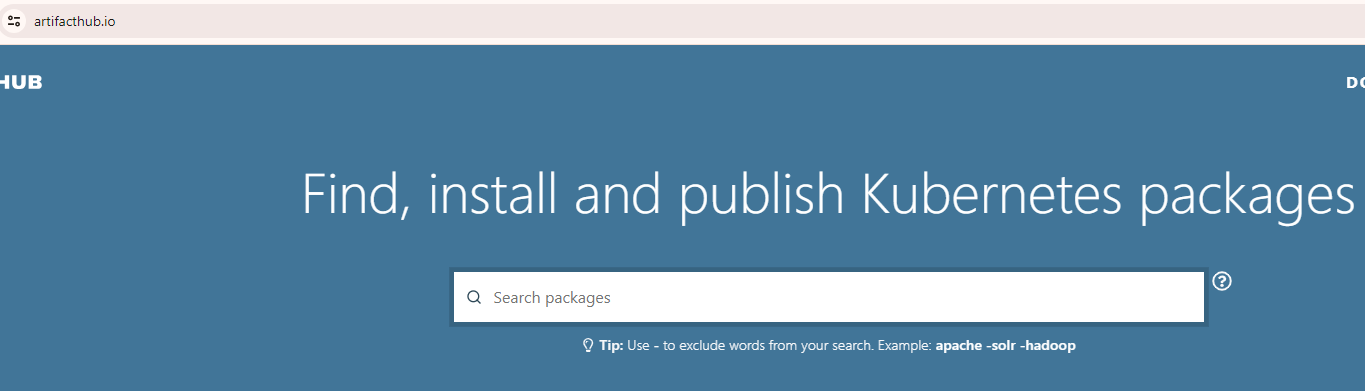 artifacthub.io
HUB
DO
Find, install and publish Kubernetes packages
Search packages
Tip: Use - to exclude words from your search. Example: apache -solr -hadoop